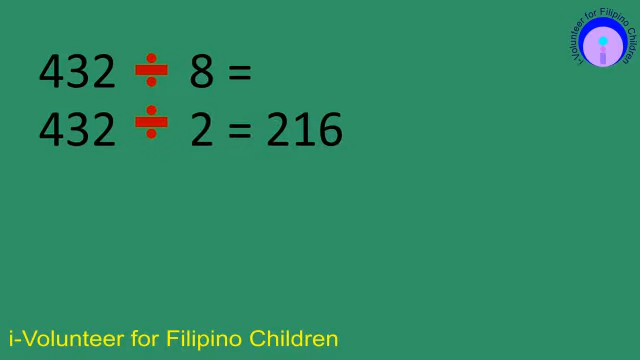 432 ÷ 8 =
432 ÷ 2 = 216
i-Volunteer for Filipino Children
i-Volunteer for Filipino Children